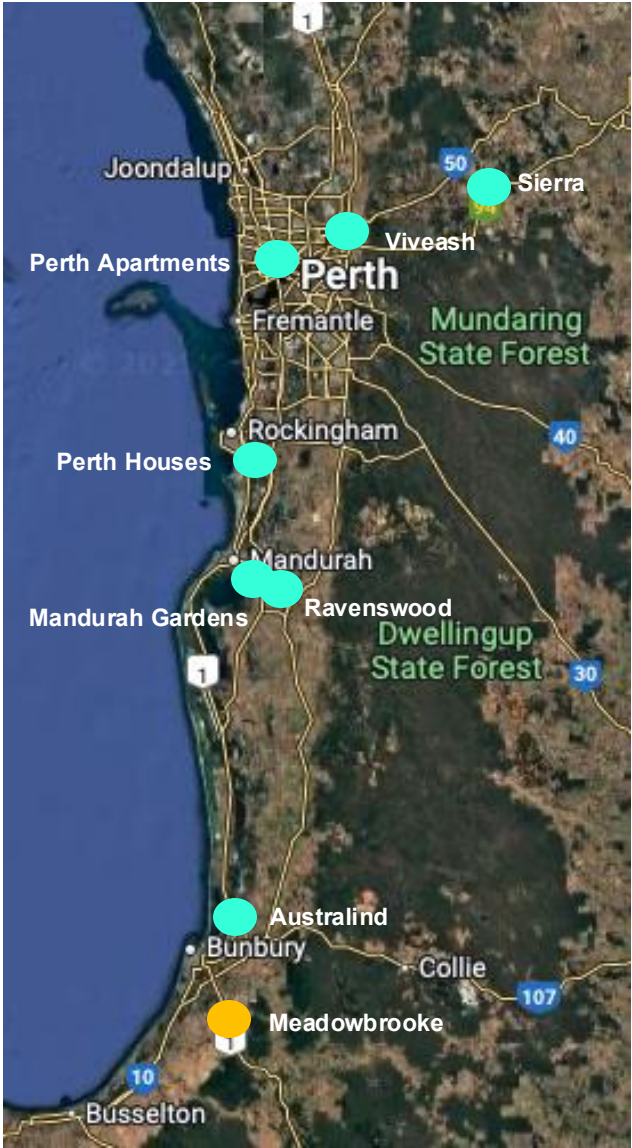 1
Joondalup
50
Sierra
94
Viveash
Perth Apartments
Perth
Fremantle
Mundaring
State Forest
Rockingham
40
Perth Houses
Mandurah
Ravenswood
Mandurah Gardens
Dwellingup
State Forest
1
30
Australind
Bunbury
Collie
107
Meadowbrooke
1
10
Busselton